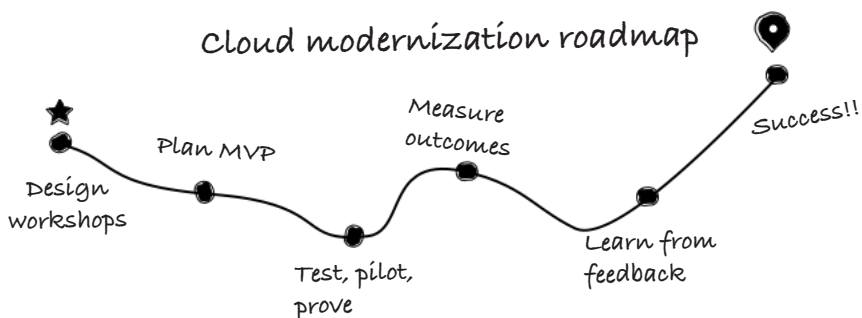 Cloud modernization roadmap
Design
workshops
Plan MVP
Test, pilot,
prove
Measure
outcomes
Learn from
feedback
Success!!